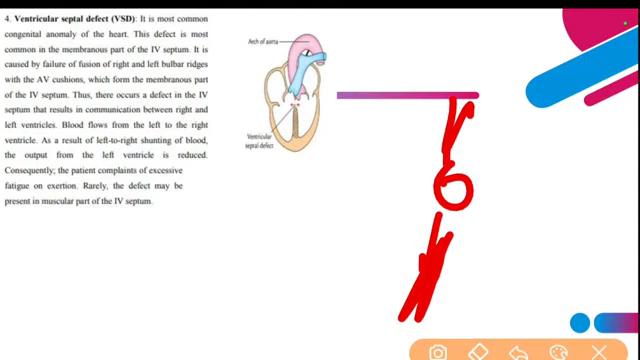 4. Ventricular septal defect (VSD): It is most common
congenital anomaly of the heart. This defect is most
common in the membranous part of the IV septum. It is
caused by failure of fusion of right and left bulbar ridges
with the AV cushions, which form the membranous part
of the IV septum. Thus, there occurs a defect in the IV
septum that results in communication between right and
left ventricles. Blood flows from the left to the right
ventricle. As a result of left-to-right shunting of blood,
the output from the left ventricle is reduced.
Consequently, the patient complaints of excessive
fatigue on exertion. Rarely, the defect may be
present in muscular part of the IV septum.
Arch of aorta
Ventricular
septal defect